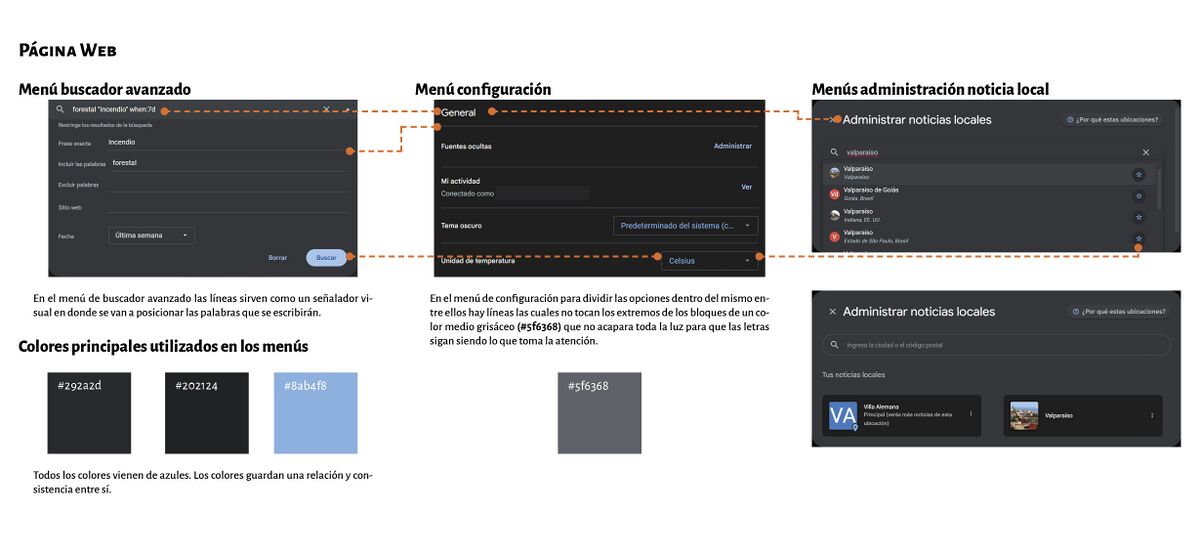 Página Web
Menú buscador avanzado
forestal "Incendio" when:7d
Restringe los resultados de la búsqueda
Frase exacta
Incendio
Incluir las palabras
forestal
Excluir palabras
Sitio web
Fecha
Última semana
Borrar
Buscar
En el menú de buscador avanzado las líneas sirven como un señalador vi-
sual en donde se van a posicionar las palabras que se escribirán.
Menú configuración
General
Fuentes ocultas
Administrar
Mi actividad
Conectado como
Ver
Tema oscuro
Predeterminado del sistema (c...
Unidad de temperatura
Celsius
En el menú de configuración para dividir las opciones dentro del mismo en-
tre ellos hay líneas las cuales no tocan los extremos de los bloques de un co-
lor medio grisáceo (#5f6368) que no acapara toda la luz para que las letras
sigan siendo lo que toma la atención.
Menús administración noticia local
Administrar noticias locales
¿Por qué estas ubicaciones?
valparaiso
Valparaíso
Valparaíso
Valparaíso de Goiás
Goiás, Brasil
Valparaiso
Indiana, EE. UU.
Valparaíso
Estado de São Paulo, Brasil
Administrar noticias locales
¿Por qué estas ubicaciones?
Ingresa la ciudad o el código postal
Tus noticias locales
VA
Villa Alemana
Principal (verás más noticias de esta
ubicación)
Valparaíso
Colores principales utilizados en los menús
#292a2d
#202124
#8ab4f8
#5f6368
Todos los colores vienen de azules. Los colores guardan una relación y con-
sistencia entre sí.